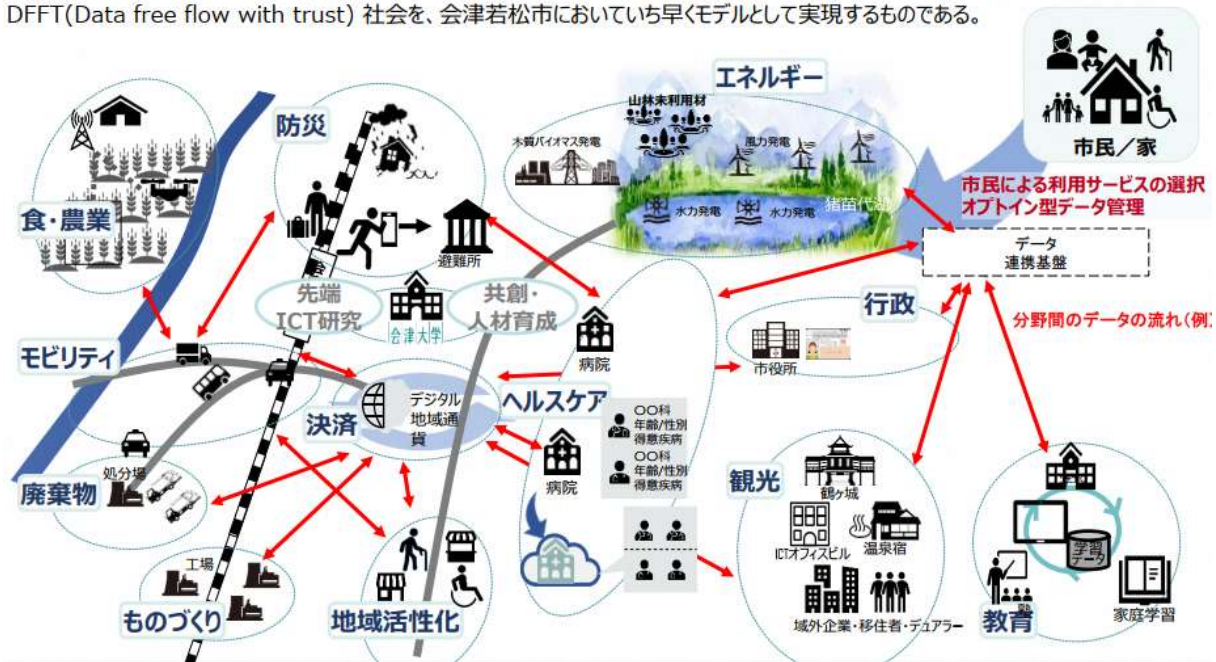 DFFT(Data free flow with trust) 社会を、会津若松市においていち早くモデルとして実現するものである。
市民／家
エネルギー
山林未利用材
木質バイオマス発電
風力発電
水力発電
水力発電
猪苗代湖
防災
避難所
食・農業
市民による利用サービスの選択
オプトイン型データ管理
データ
連携基盤
分野間のデータの流れ(例)
先端
ICT研究
会津大学
共創・
人材育成
行政
市役所
モビリティ
病院
決済
デジタル
地域通
貨
ヘルスケア
〇〇科
年齢/性別
得意疾病
〇〇科
年齢/性別
得意疾病
病院
処分場
廃棄物
観光
鶴ヶ城
ICTオフィスビル
温泉宿
域外企業・移住者・デュアラー
学習
データ
塾
教育
家庭学習
工場
ものづくり
地域活性化